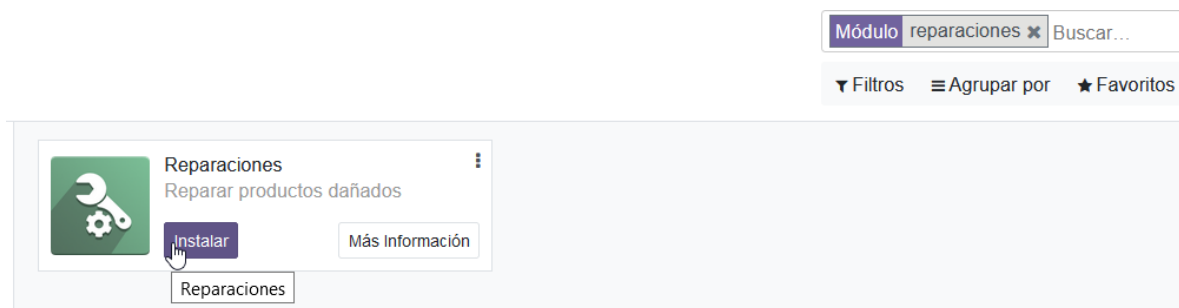 Módulo reparaciones Buscar...
Filtros Agrupar por Favoritos
Reparaciones
Reparar productos dañados
Instalar Más Información
Reparaciones